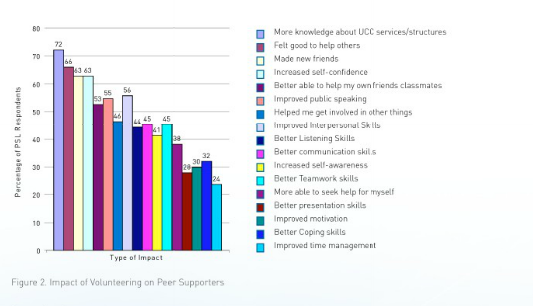 80
70
60
50
40
30
20
10
0
Percentage of PSL Respondents
72
66
63
63
53
55
46
56
44
45
41
45
38
28
30
32
24
Type of Impact
More knowledge about UCC services/structures
Felt good to help others
Made new friends
Increased self-confidence
Better able to help my own friends classmates
Improved public speaking
Helped me get involved in other things
Improved Interpersonal Skills
Better Listening Skills
Better communication skills
Increased self-awareness
Better Teamwork skills
More able to seek help for myself
Better presentation skills
Improved motivation
Better Coping skills
Improved time management
Figure 2. Impact of Volunteering on Peer Supporters